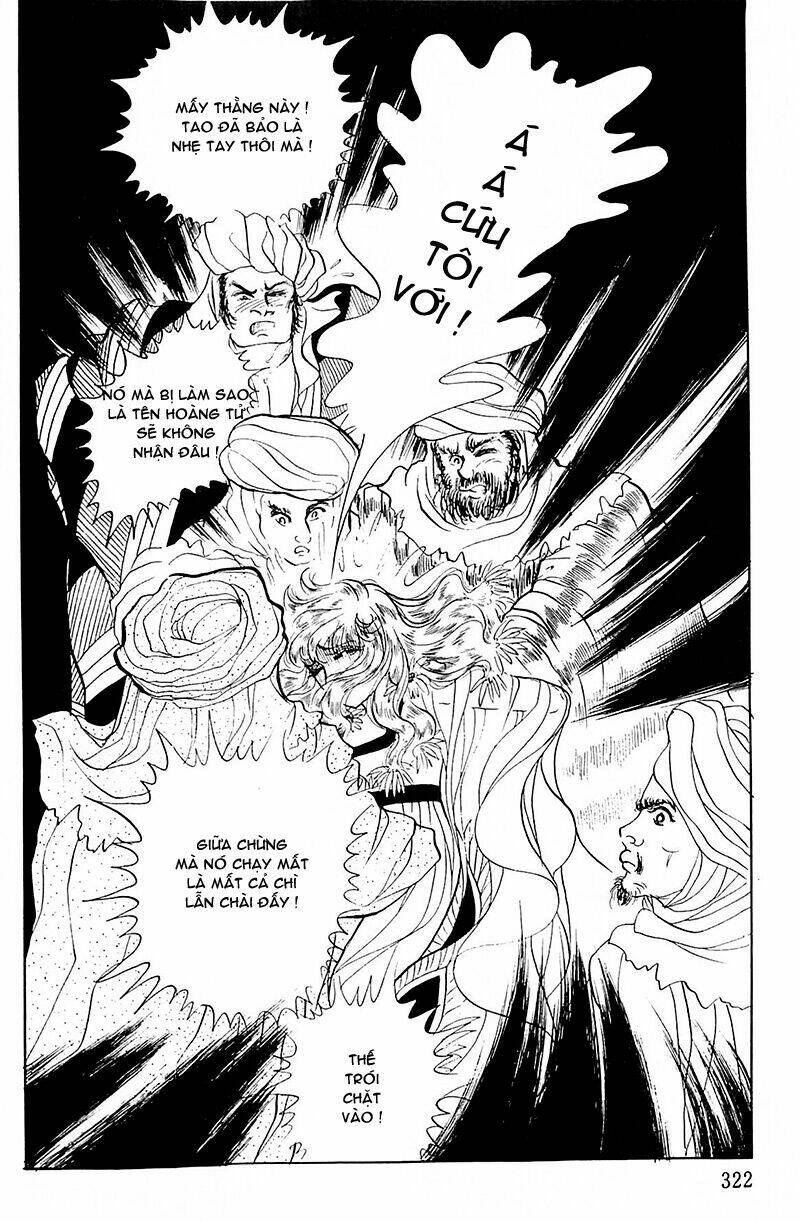 MẤY THẰNG NÀY !
TAO ĐÃ BẢO LÀ
NHẸ TAY THÔI MÀ !
Á
Á
CỨU
TÔI
VỚI !
NÓ MÀ BỊ LÀM SAO
LÀ TÊN HOÀNG TỬ
SẼ KHÔNG
NHẬN ĐÂU !
GIỮA CHỪNG
MÀ NÓ CHẠY MẤT
LÀ MẤT CẢ CHÌ
LẪN CHÀI ĐẤY !
THẾ
TRÓI
CHẶT
VÀO !
322